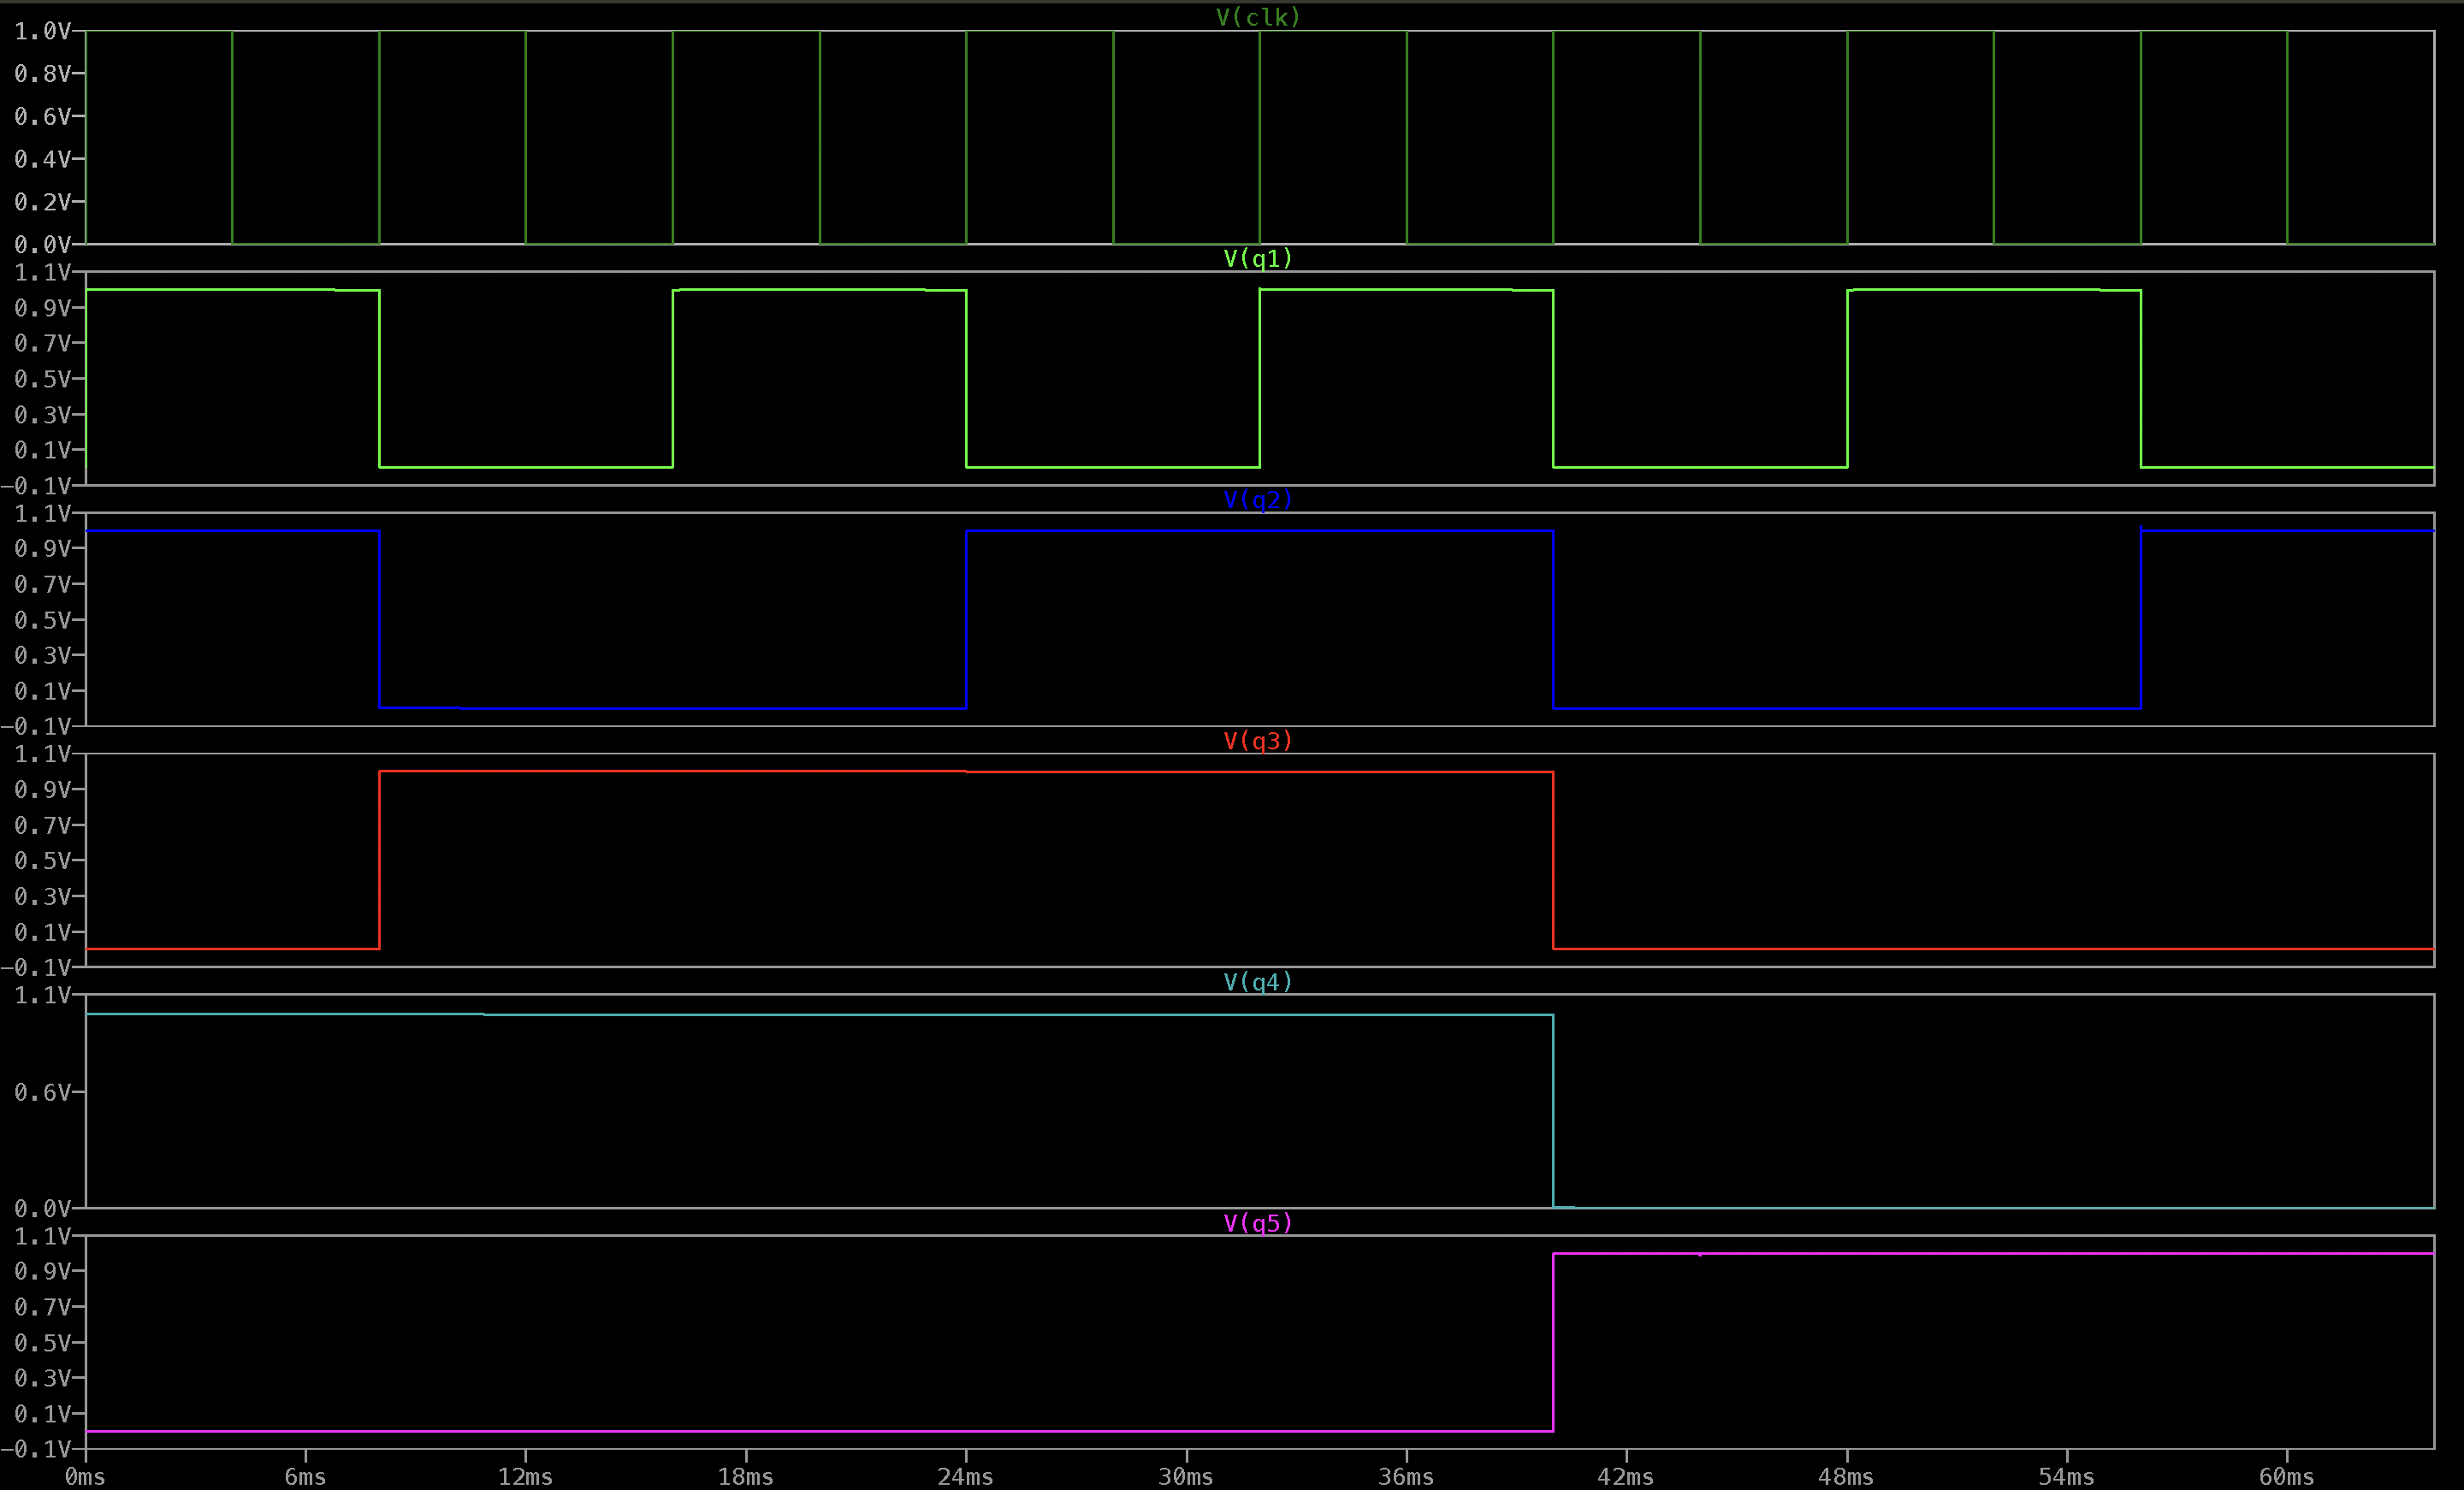 V(clk)
1.0V
0.8V
0.6V
0.4V
0.2V
0.0V
V(q1)
1.1V
0.9V
0.7V
0.5V
0.3V
0.1V
-0.1V
V(q2)
1.1V
0.9V
0.7V
0.5V
0.3V
0.1V
-0.1V
V(q3)
1.1V
0.9V
0.7V
0.5V
0.3V
0.1V
-0.1V
V(q4)
1.1V
0.6V
0.0V
V(q5)
1.1V
0.9V
0.7V
0.5V
0.3V
0.1V
-0.1V
0ms 6ms 12ms 18ms 24ms 30ms 36ms 42ms 48ms 54ms 60ms